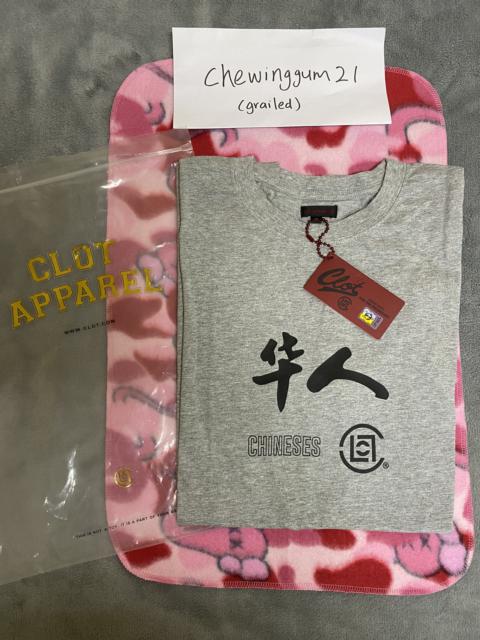 chewinggum21
(grailed)
CLOT
APPAREL
WWW.CLOT.COM
Clot
华人
CHINESES
®